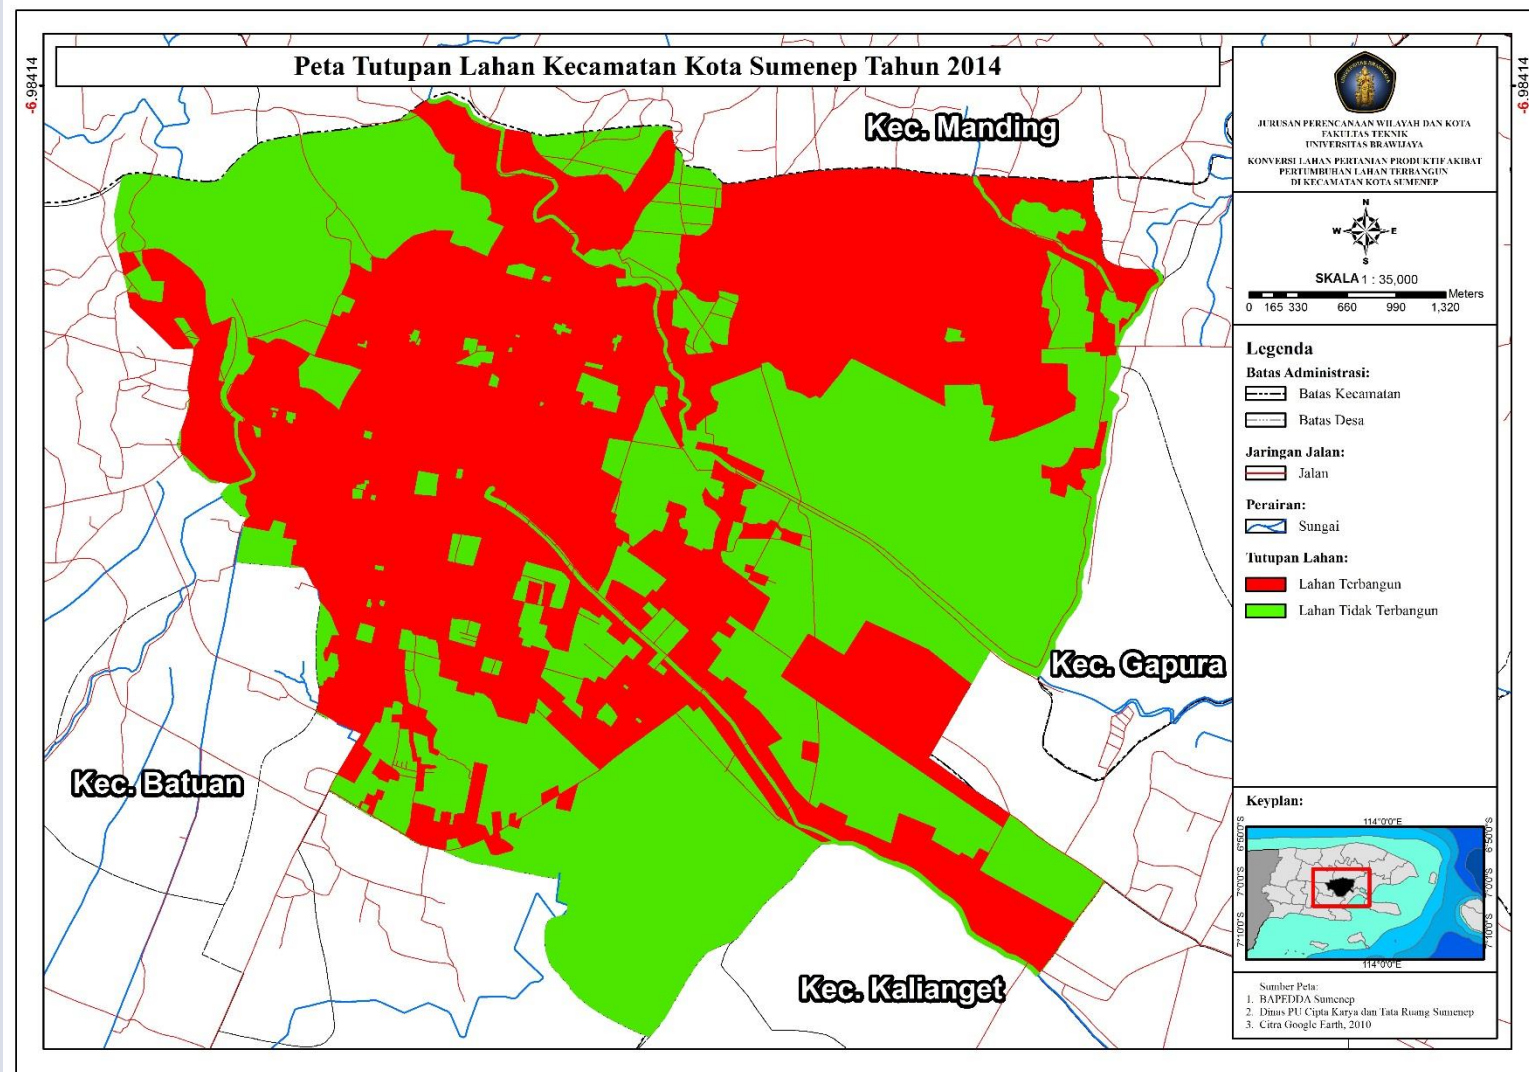 Peta Tutupan Lahan Kecamatan Kota Sumenep Tahun 2014
-6.98414
-6.98414
Kec. Manding
Kec. Gapura
Kec. Batuan
Kec. Kalianget
JURUSAN PERENCANAAN WILAYAH DAN KOTA
FAKULTAS TEKNIK
UNIVERSITAS BRAWIJAYA
KONVERSI LAHAN PERTANIAN PRODUKTIF AKIBAT
PERTUMBUHAN LAHAN TERBANGUN
DI KECAMATAN KOTA SUMENEP
N
W E
S
SKALA 1 : 35,000
Meters
0 165 330 660 990 1,320
Legenda
Batas Administrasi:
Batas Kecamatan
Batas Desa
Jaringan Jalan:
Jalan
Perairan:
Sungai
Tutupan Lahan:
Lahan Terbangun
Lahan Tidak Terbangun
Keyplan:
114°0'0"E
6°50'0"S
6°50'0"S
7°0'0"S
7°0'0"S
7°10'0"S
7°10'0"S
114°0'0"E
Sumber Peta:
1. BAPEDDA Sumenep
2. Dinas PU Cipta Karya dan Tata Ruang Sumenep
3. Citra Google Earth, 2010